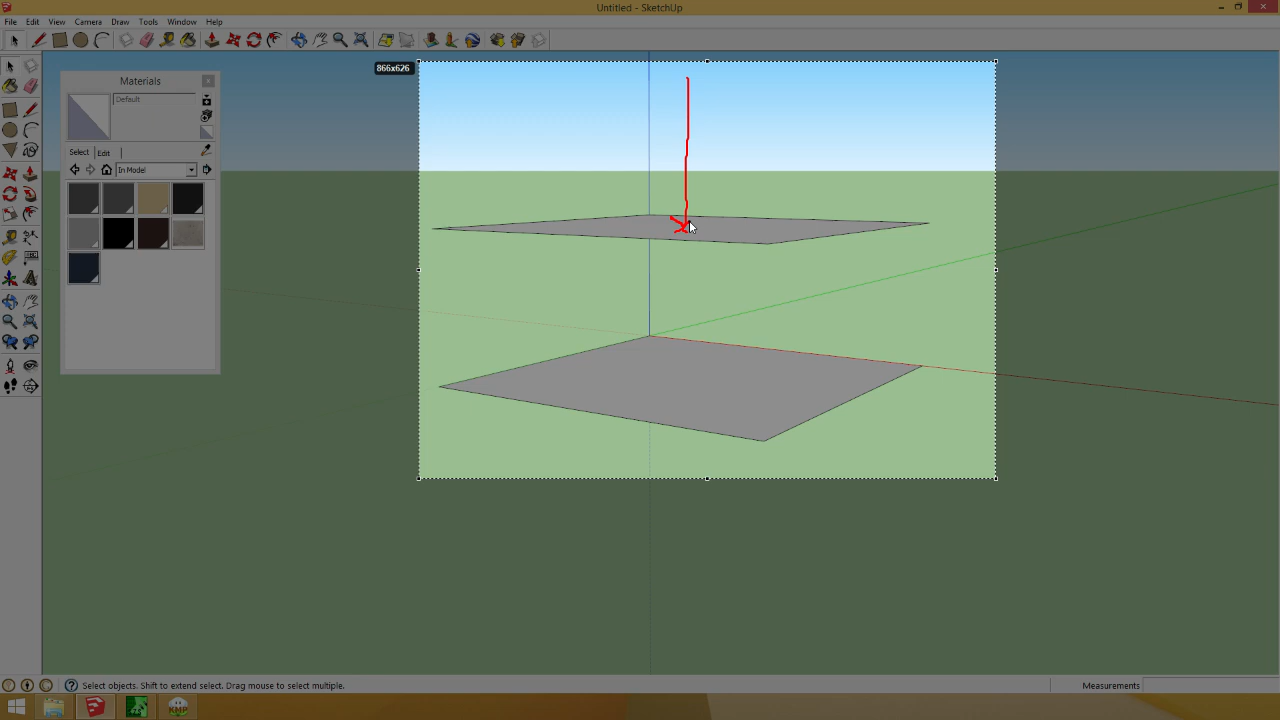 Untitled - SketchUp
File Edit View Camera Draw Tools Window Help
866x626
Materials
Default
Select Edit
In Model
Select objects. Shift to extend select. Drag mouse to select multiple.
Measurements
KMP